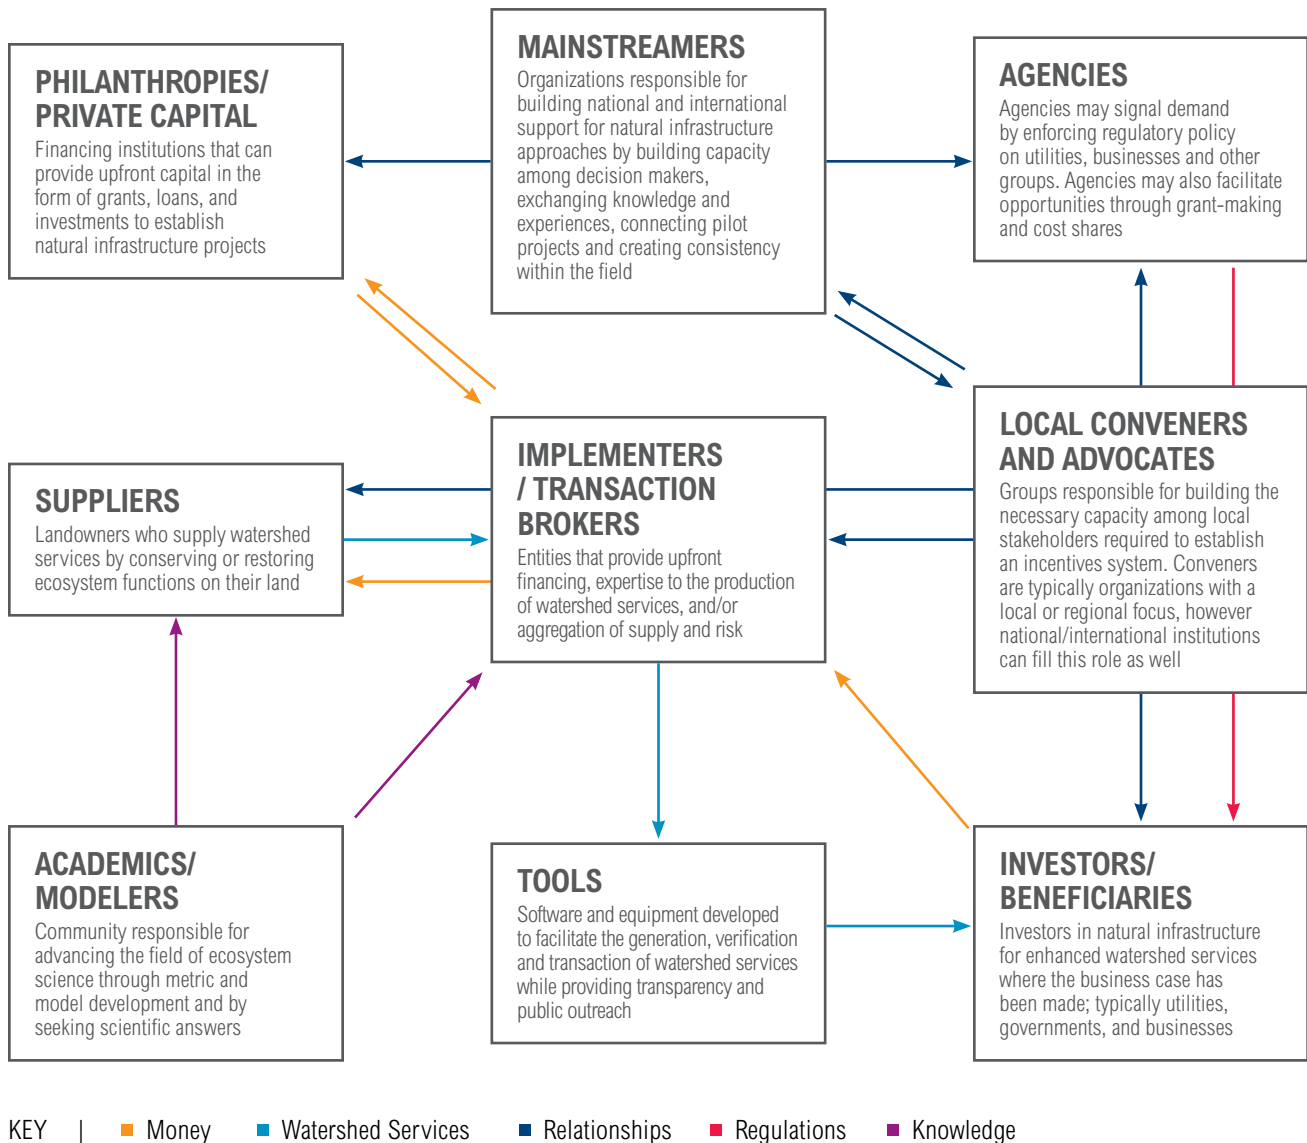 PHILANTHROPIES/
PRIVATE CAPITAL
Financing institutions that can
provide upfront capital in the
form of grants, loans, and
investments to establish
natural infrastructure projects
MAINSTREAMERS
Organizations responsible for
building national and international
support for natural infrastructure
approaches by building capacity
among decision makers,
exchanging knowledge and
experiences, connecting pilot
projects and creating consistency
within the field
AGENCIES
Agencies may signal demand
by enforcing regulatory policy
on utilities, businesses and other
groups. Agencies may also facilitate
opportunities through grant-making
and cost shares
SUPPLIERS
Landowners who supply watershed
services by conserving or restoring
ecosystem functions on their land
IMPLEMENTERS
/ TRANSACTION
BROKERS
Entities that provide upfront
financing, expertise to the production
of watershed services, and/or
aggregation of supply and risk
LOCAL CONVENERS
AND ADVOCATES
Groups responsible for building the
necessary capacity among local
stakeholders required to establish
an incentives system. Conveners
are typically organizations with a
local or regional focus, however
national/international institutions
can fill this role as well
ACADEMICS/
MODELERS
Community responsible for
advancing the field of ecosystem
science through metric and
model development and by
seeking scientific answers
TOOLS
Software and equipment developed
to facilitate the generation, verification
and transaction of watershed services
while providing transparency and
public outreach
INVESTORS/
BENEFICIARIES
Investors in natural infrastructure
for enhanced watershed services
where the business case has
been made; typically utilities,
governments, and businesses
KEY | Money Watershed Services Relationships Regulations Knowledge